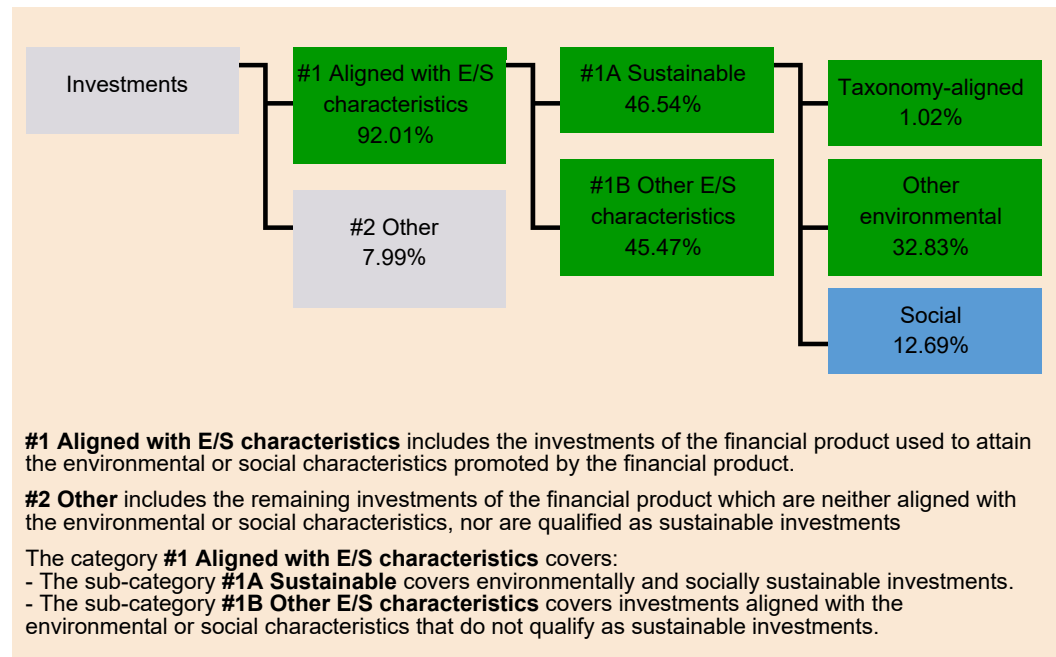 Investments
#1 Aligned with E/S
characteristics
92.01%
#2 Other
7.99%
#1A Sustainable
46.54%
#1B Other E/S
characteristics
45.47%
Taxonomy-aligned
1.02%
Other
environmental
32.83%
Social
12.69%
#1 Aligned with E/S characteristics includes the investments of the financial product used to attain
the environmental or social characteristics promoted by the financial product.
#2 Other includes the remaining investments of the financial product which are neither aligned with
the environmental or social characteristics, nor are qualified as sustainable investments
The category #1 Aligned with E/S characteristics covers:
- The sub-category #1A Sustainable covers environmentally and socially sustainable investments.
- The sub-category #1B Other E/S characteristics covers investments aligned with the
environmental or social characteristics that do not qualify as sustainable investments.